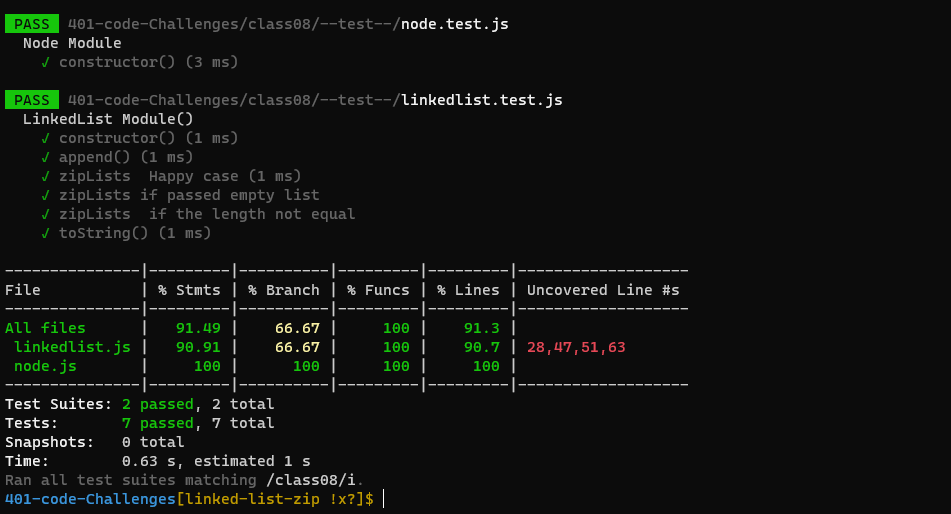 PASS 401-code-Challenges/class08/--test--/node.test.js
Node Module
✓ constructor() (3 ms)
PASS 401-code-Challenges/class08/--test--/linkedlist.test.js
LinkedList Module()
✓ constructor() (1 ms)
✓ append() (1 ms)
✓ zipLists  Happy case (1 ms)
✓ zipLists if passed empty list
✓ zipLists  if the length not equal
✓ toString() (1 ms)
---------------|---------|----------|---------|---------|-------------------
File           | % Stmts | % Branch | % Funcs | % Lines | Uncovered Line #s
---------------|---------|----------|---------|---------|-------------------
All files      |   91.49 |    66.67 |     100 |    91.3 |
 linkedlist.js |   90.91 |    66.67 |     100 |    90.7 | 28,47,51,63
 node.js       |     100 |      100 |     100 |     100 |
---------------|---------|----------|---------|---------|-------------------
Test Suites: 2 passed, 2 total
Tests:       7 passed, 7 total
Snapshots:   0 total
Time:        0.63 s, estimated 1 s
Ran all test suites matching /class08/i.
401-code-Challenges[linked-list-zip !x?]$